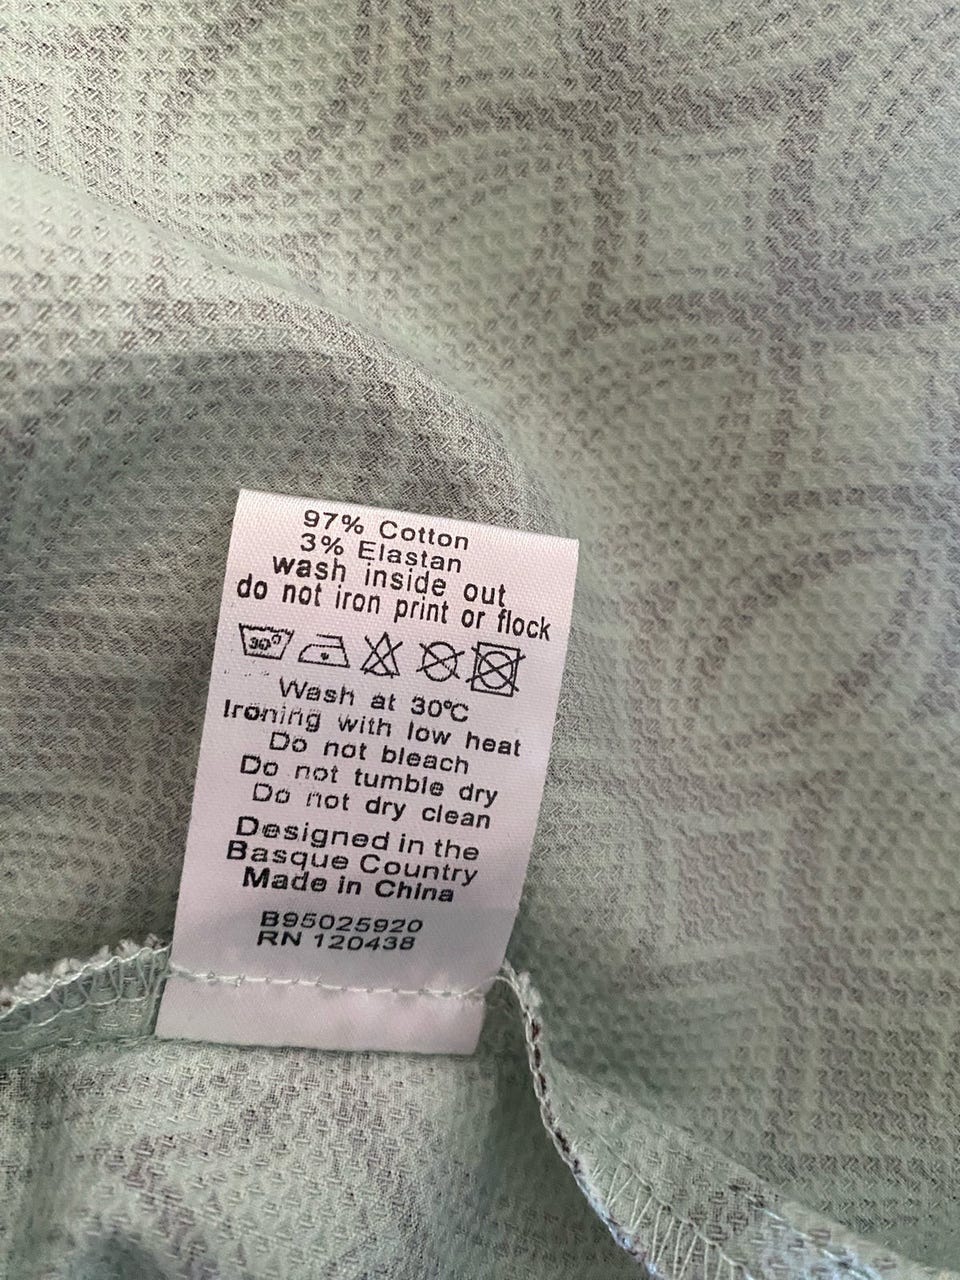 97% Cotton
3% Elastan
wash inside out
do not iron print or flock
30°
Wash at 30°C
Ironing with low heat
Do not bleach
Do not tumble dry
Do not dry clean
Designed in the
Basque Country
Made in China
B95025920
RN 120438